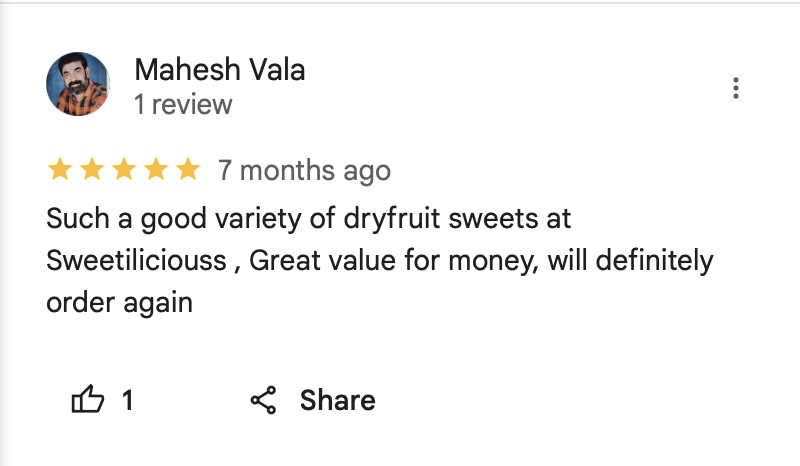 Mahesh Vala
1 review
7 months ago
Such a good variety of dryfruit sweets at
Sweetiliciouss , Great value for money, will definitely
order again
1
Share